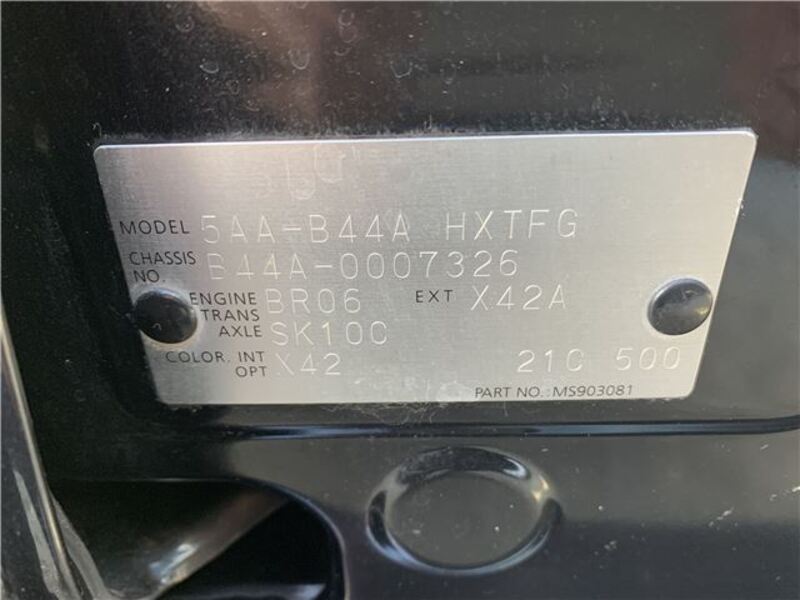 MODEL 5AA-B44A HXTFG
CHASSIS NO. B44A-0007326
ENGINE BR06 EXT X42A
TRANS AXLE SK10C
COLOR. INT OPT X42 21C 500
PART NO.:MS903081